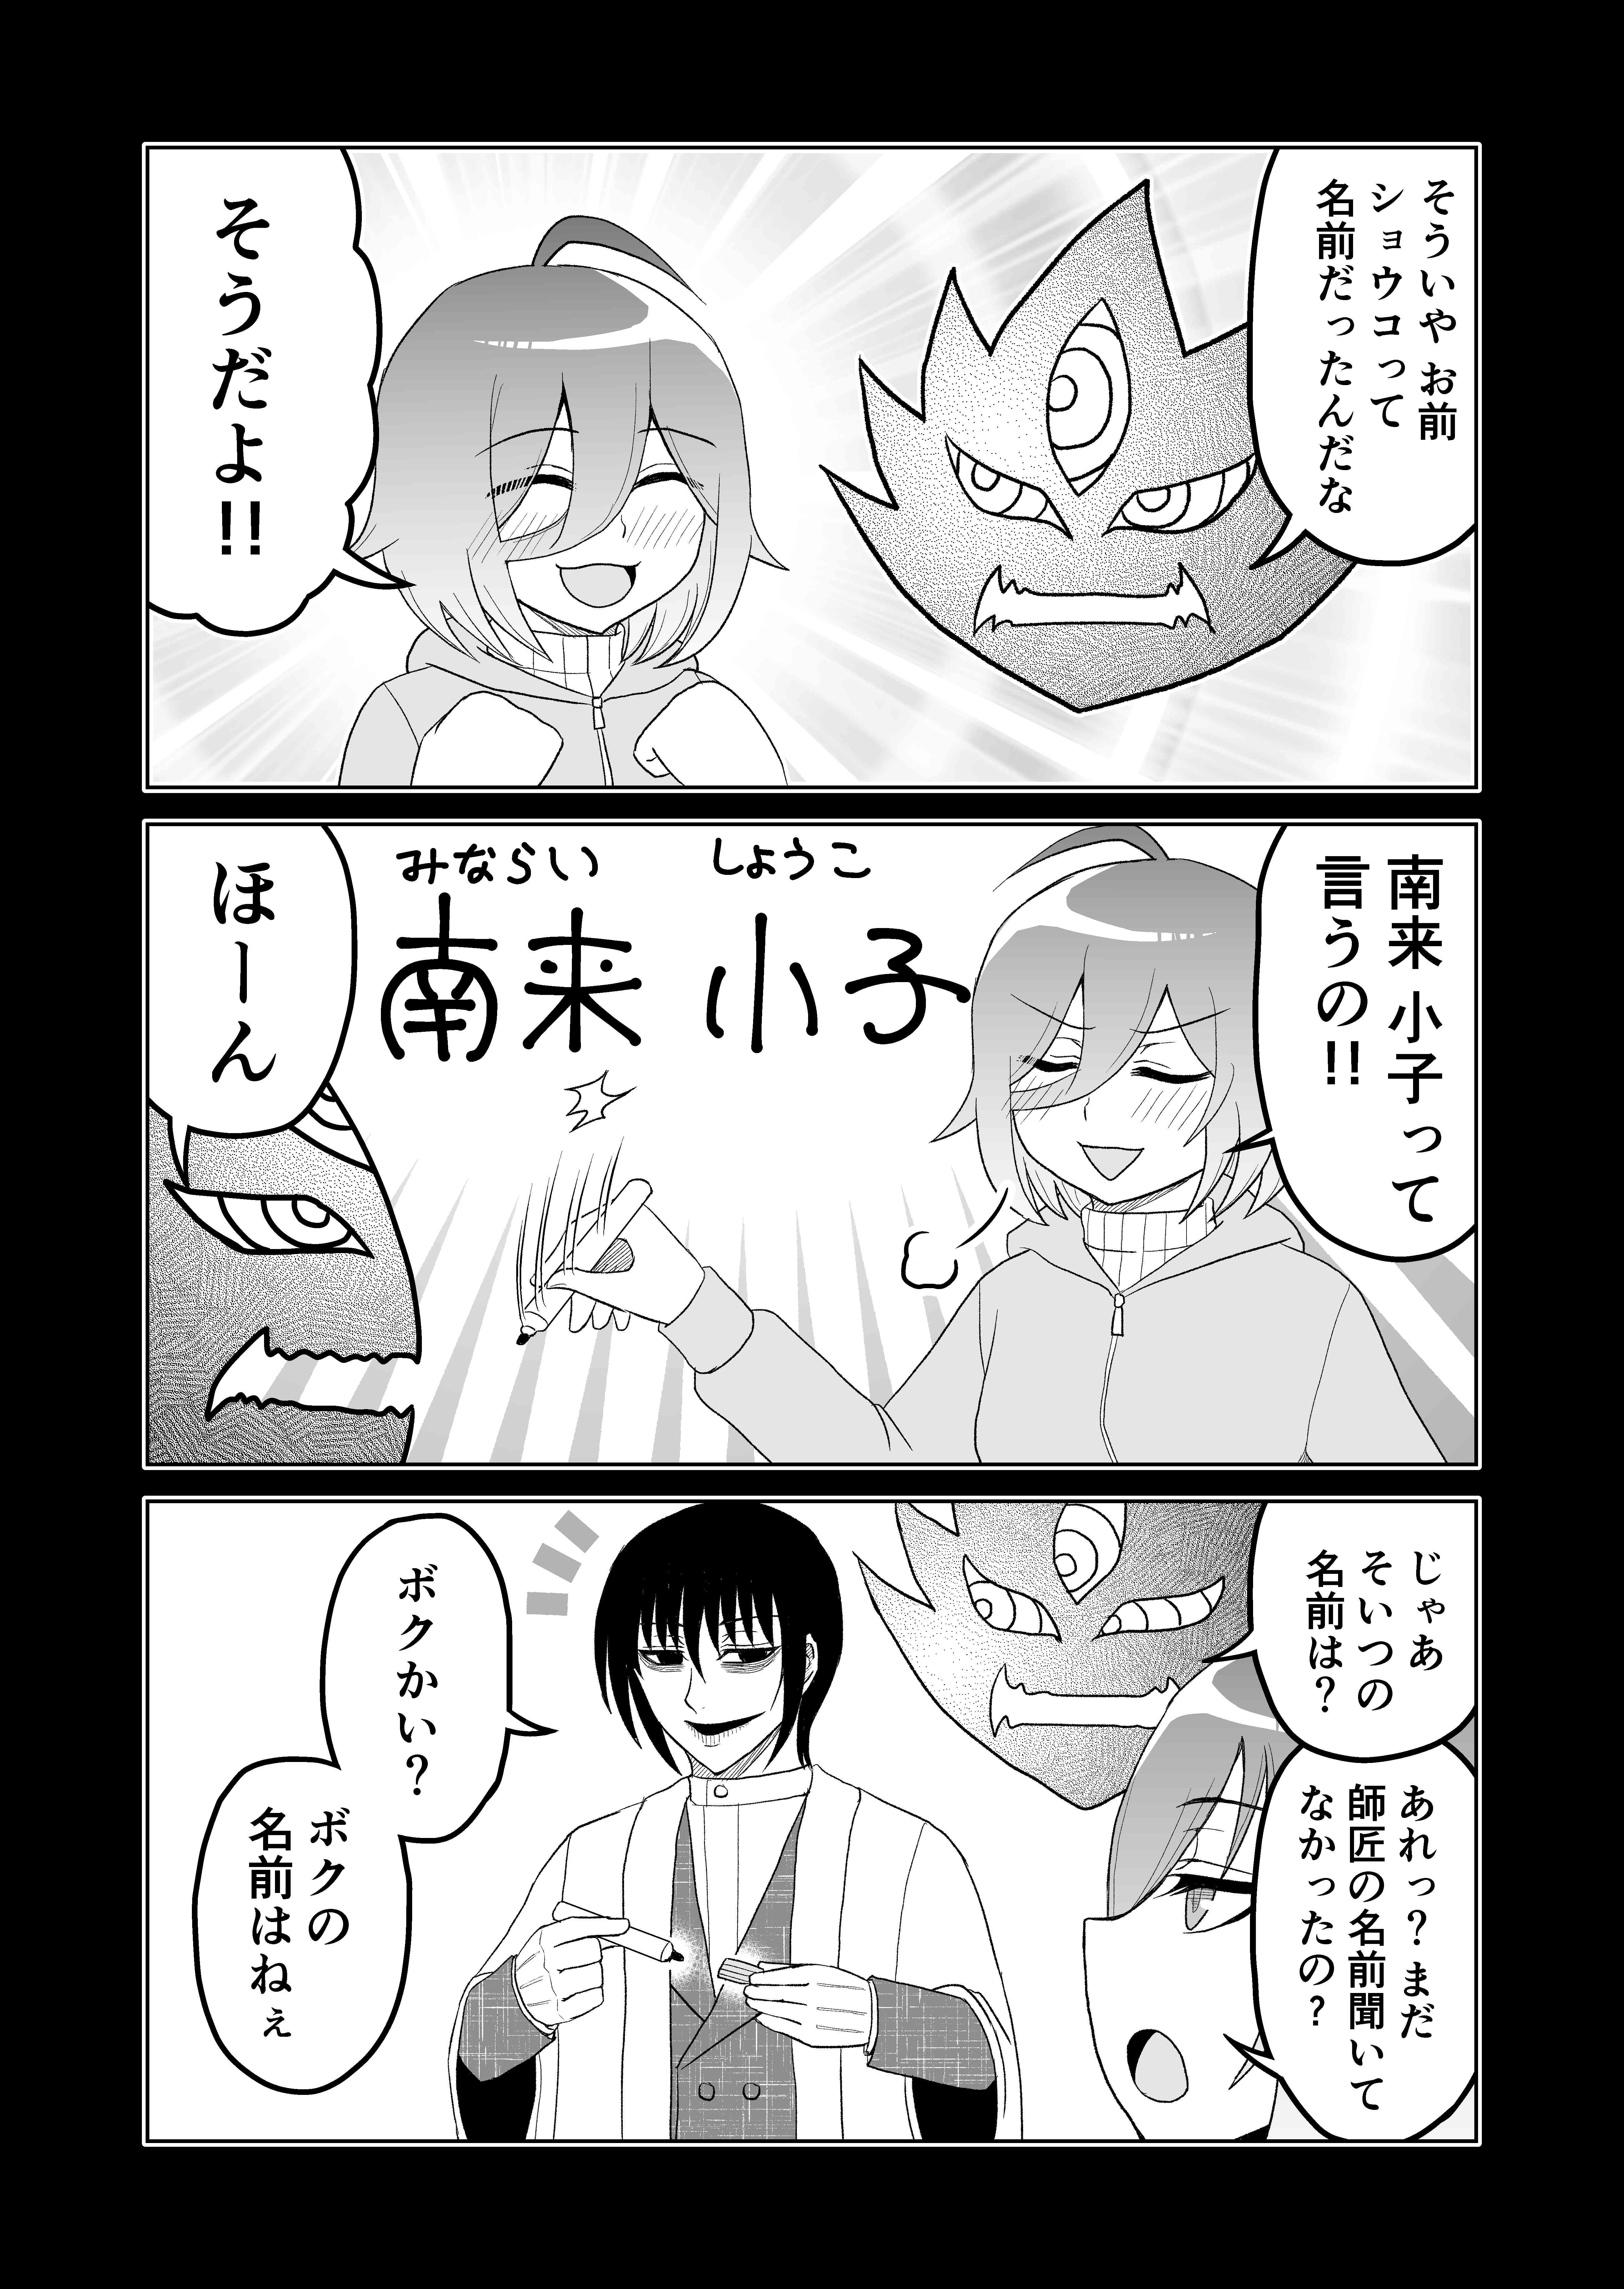 そういや お前
ショウコって
名前だったんだな
そうだよ!!
南来 小子って
言うの!!
みならい しょうこ
南来 小子
ほーん
じゃあ
そいつの
名前は?
あれっ?まだ
師匠の名前聞いて
なかったの?
ボクかい?
ボクの
名前はねぇ